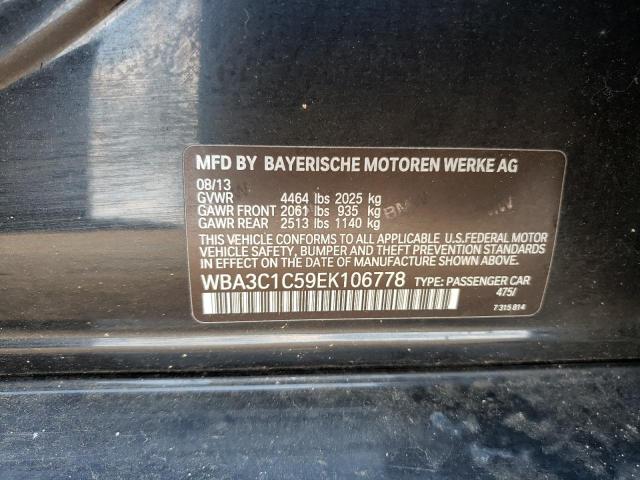 MFD BY BAYERISCHE MOTOREN WERKE AG
08/13
GVWR 4464 lbs 2025 kg
GAWR FRONT 2061 lbs 935 kg
GAWR REAR 2513 lbs 1140 kg
THIS VEHICLE CONFORMS TO ALL APPLICABLE U.S.FEDERAL MOTOR
VEHICLE SAFETY, BUMPER, AND THEFT PREVENTION STANDARDS
IN EFFECT ON THE DATE OF MANUFACTURE SHOWN ABOVE.
WBA3C1C59EK106778 TYPE: PASSENGER CAR
475/
7 315 814